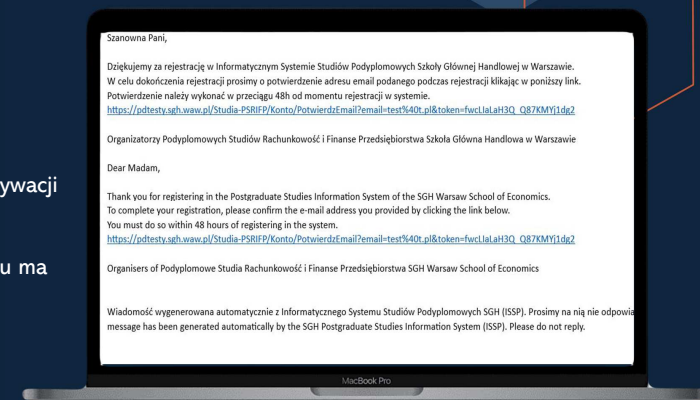 ywacji
u ma
Szanowna Pani,
Dziękujemy za rejestrację w Informatycznym Systemie Studiów Podyplomowych Szkoły Głównej Handlowej w Warszawie.
W celu dokończenia rejestracji prosimy o potwierdzenie adresu email podanego podczas rejestracji klikając w poniższy link.
Potwierdzenie należy wykonać w przeciągu 48h od momentu rejestracji w systemie.
https://pdtesty.sgh.waw.pl/Studia-PSRIFP/Konto/PotwierdzEmail?email=test%40t.pl&token=fwcLIaLaH3Q_Q87KMYj1dg2
Organizatorzy Podyplomowych Studiów Rachunkowość i Finanse Przedsiębiorstwa Szkoła Główna Handlowa w Warszawie
Dear Madam,
Thank you for registering in the Postgraduate Studies Information System of the SGH Warsaw School of Economics.
To complete your registration, please confirm the e-mail address you provided by clicking the link below.
You must do so within 48 hours of registering in the system.
https://pdtesty.sgh.waw.pl/Studia-PSRIFP/Konto/PotwierdzEmail?email=test%40t.pl&token=fwcLIaLaH3Q_Q87KMYj1dg2
Organisers of Podyplomowe Studia Rachunkowość i Finanse Przedsiębiorstwa SGH Warsaw School of Economics
Wiadomość wygenerowana automatycznie z Informatycznego Systemu Studiów Podyplomowych SGH (ISSP). Prosimy na nią nie odpowia
message has been generated automatically by the SGH Postgraduate Studies Information System (ISSP). Please do not reply.
MacBook Pro